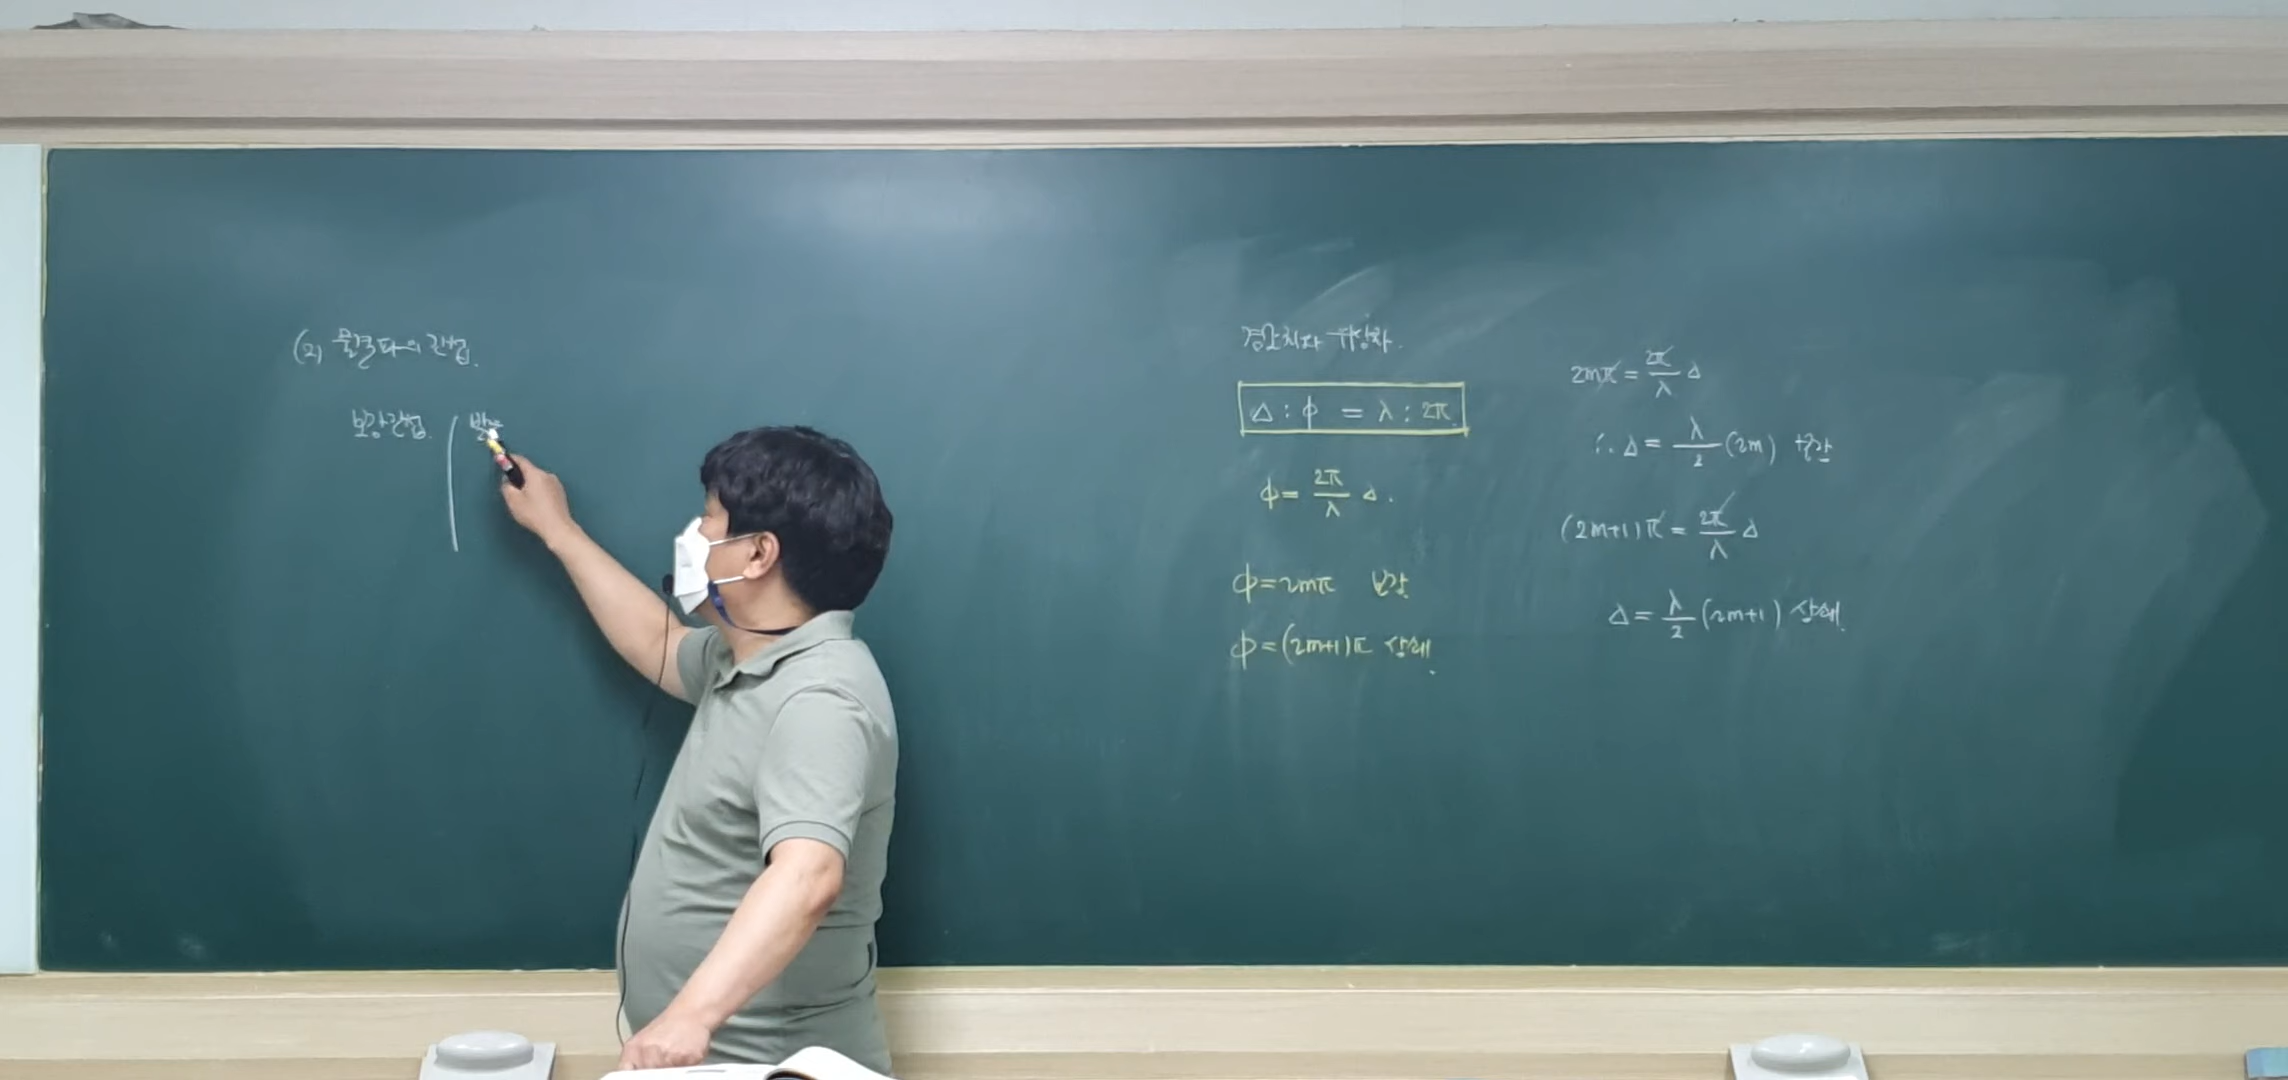 (2) 물결파의 간섭.
보강간섭.
경로차와 위상차.
Δ : ϕ = λ : 2π
ϕ = 2π/λ Δ.
ϕ = 2mπ 보강
ϕ = (2m+1)π 상쇄.
2mπ = 2π/λ Δ
∴ Δ = λ/2 (2m) 보강
(2m+1)π = 2π/λ Δ
Δ = λ/2 (2m+1) 상쇄.